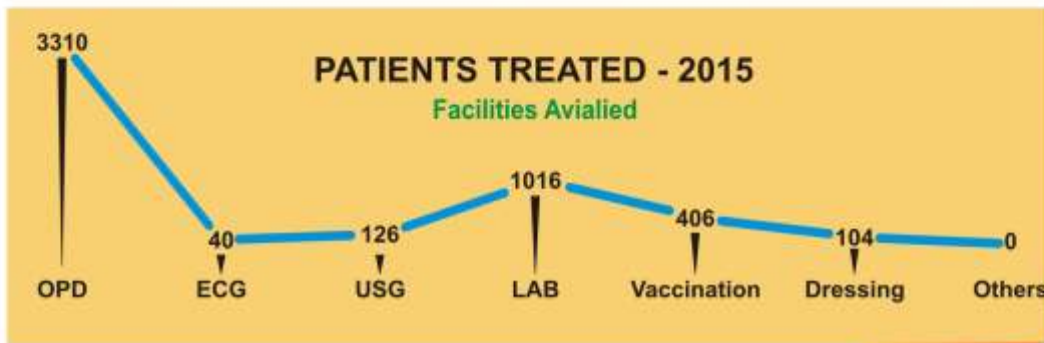 3310
PATIENTS TREATED - 2015
Facilities Avialied
1016
406
40
126
104
0
OPD ECG USG LAB Vaccination Dressing Others